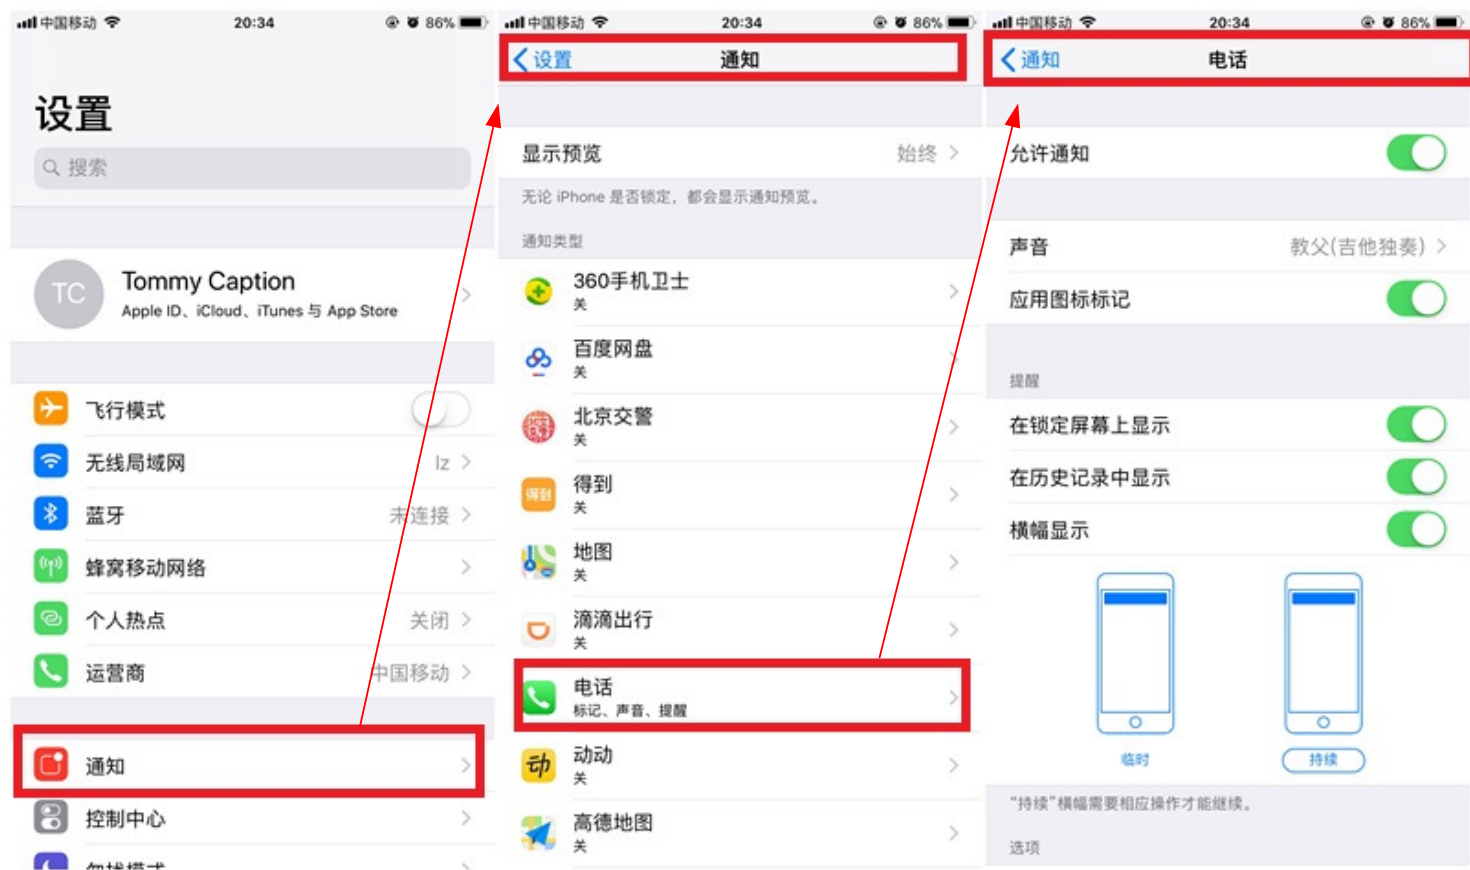 中国移动
20:34
86%
设置
搜索
TC
Tommy Caption
Apple ID、iCloud、iTunes 与 App Store
飞行模式
无线局域网
lz
蓝牙
未连接
蜂窝移动网络
个人热点
关闭
运营商
中国移动
通知
控制中心
中国移动
20:34
86%
设置
通知
显示预览
始终
无论 iPhone 是否锁定，都会显示通知预览。
通知类型
360手机卫士
关
百度网盘
关
北京交警
关
得到
得到
关
地图
关
滴滴出行
关
电话
标记、声音、提醒
动
动动
关
高德地图
关
中国移动
20:34
86%
通知
电话
允许通知
声音
教父(吉他独奏)
应用图标标记
提醒
在锁定屏幕上显示
在历史记录中显示
横幅显示
临时
持续
“持续”横幅需要相应操作才能继续。
选项